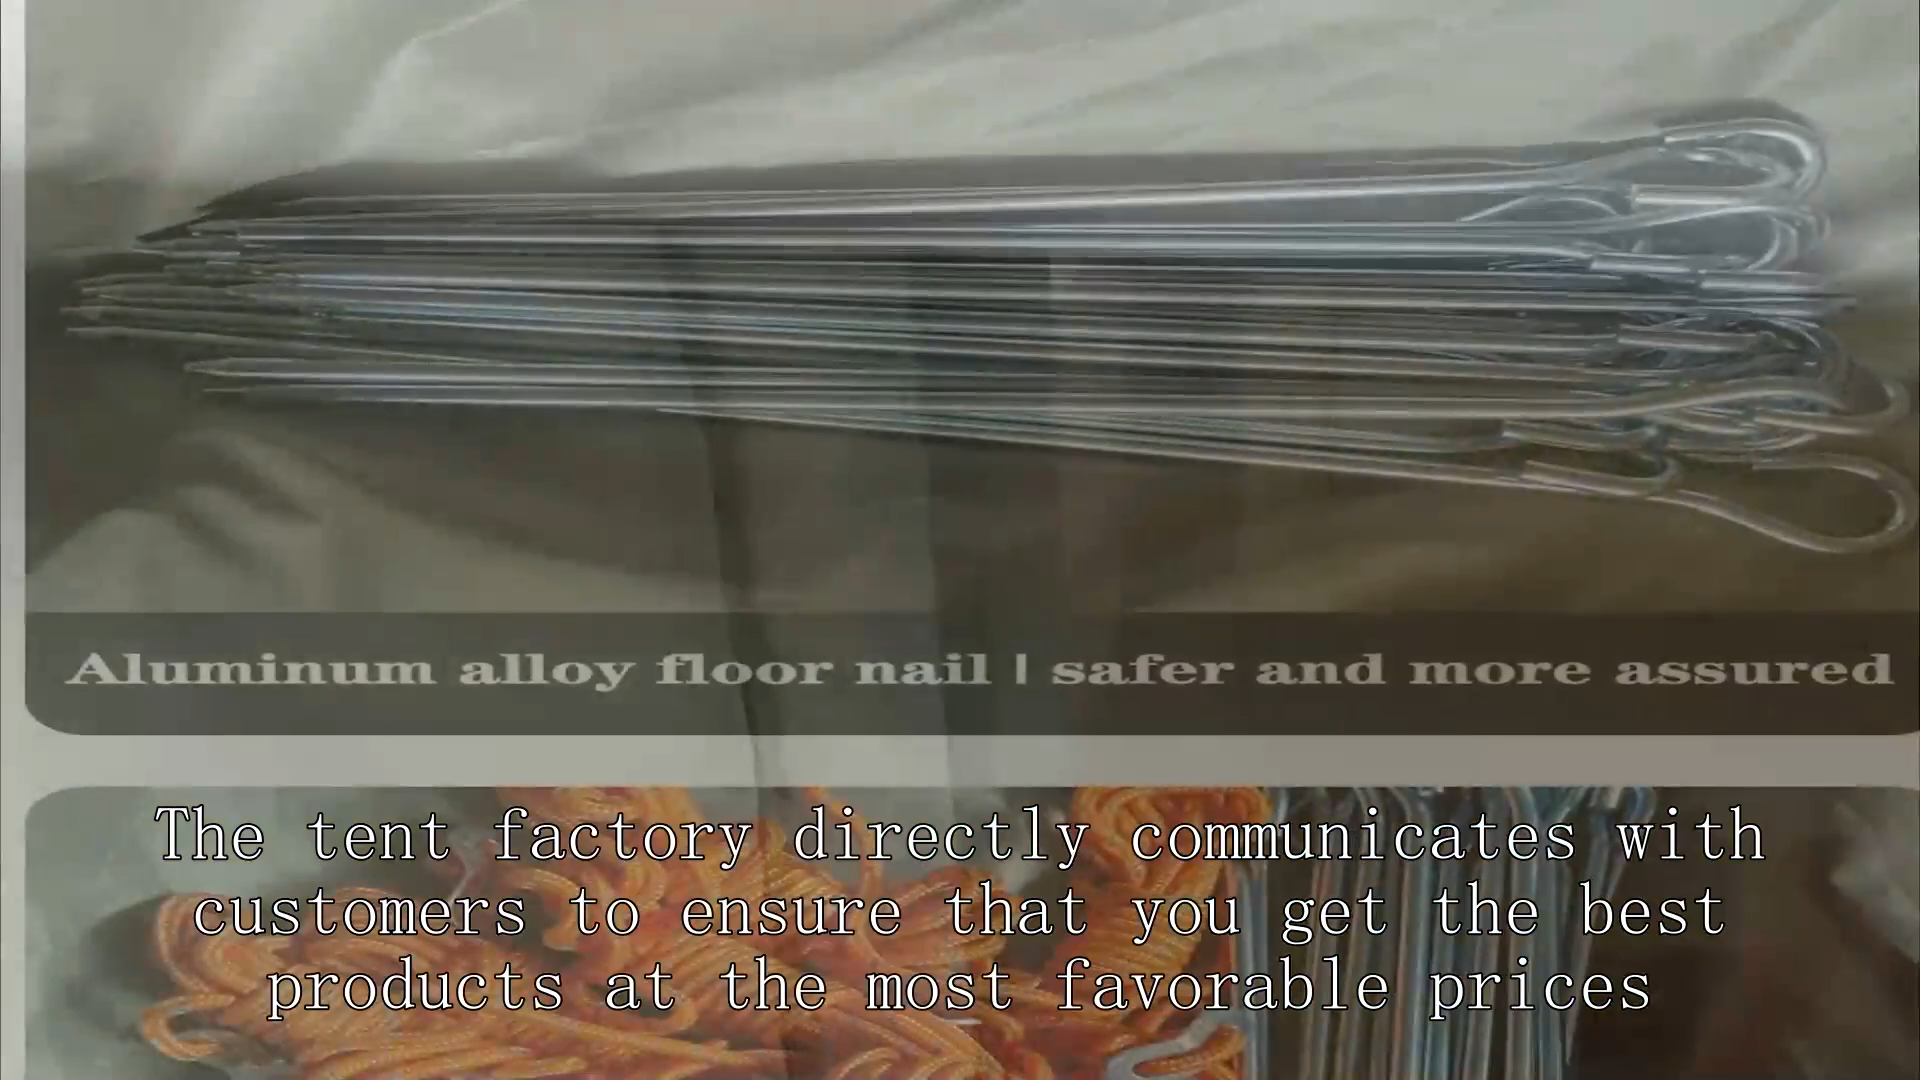 Aluminum alloy floor nail | safer and more assured
The tent factory directly communicates with
customers to ensure that you get the best
products at the most favorable prices